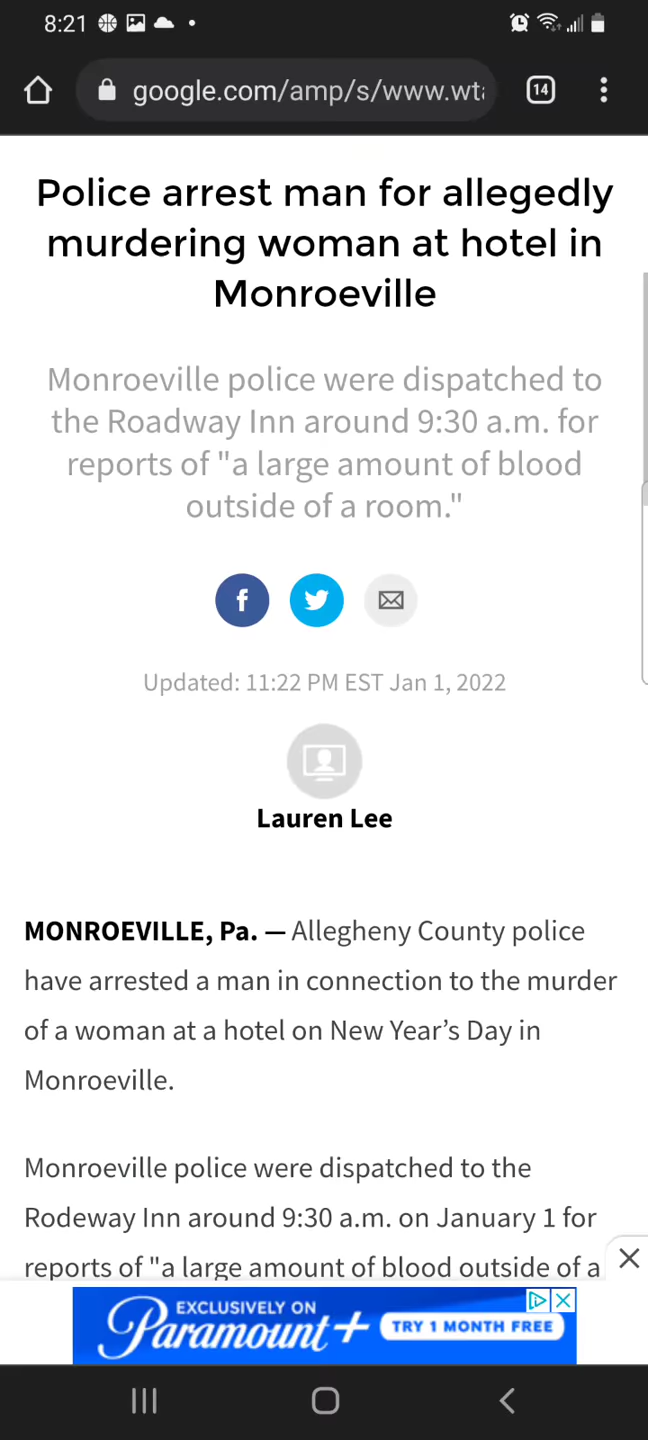 8:21
google.com/amp/s/www.wta
14
Police arrest man for allegedly
murdering woman at hotel in
Monroeville
Monroeville police were dispatched to
the Roadway Inn around 9:30 a.m. for
reports of "a large amount of blood
outside of a room."
Updated: 11:22 PM EST Jan 1, 2022
Lauren Lee
MONROEVILLE, Pa. — Allegheny County police
have arrested a man in connection to the murder
of a woman at a hotel on New Year’s Day in
Monroeville.
Monroeville police were dispatched to the
Rodeway Inn around 9:30 a.m. on January 1 for
reports of "a large amount of blood outside of a
EXCLUSIVELY ON
Paramount+
TRY 1 MONTH FREE